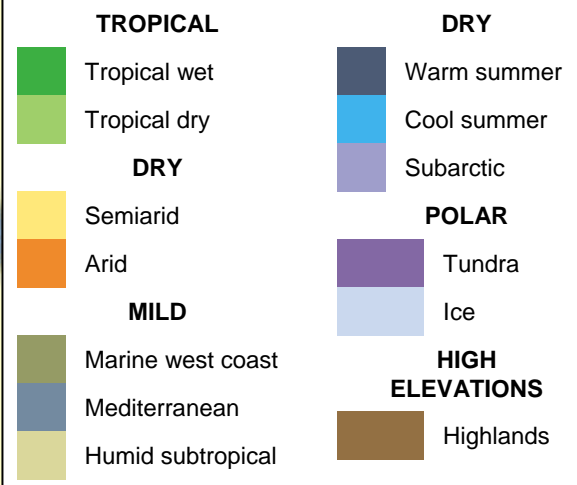 TROPICAL
Tropical wet
Tropical dry
DRY
Semiarid
Arid
MILD
Marine west coast
Mediterranean
Humid subtropical
DRY
Warm summer
Cool summer
Subarctic
POLAR
Tundra
Ice
HIGH
ELEVATIONS
Highlands